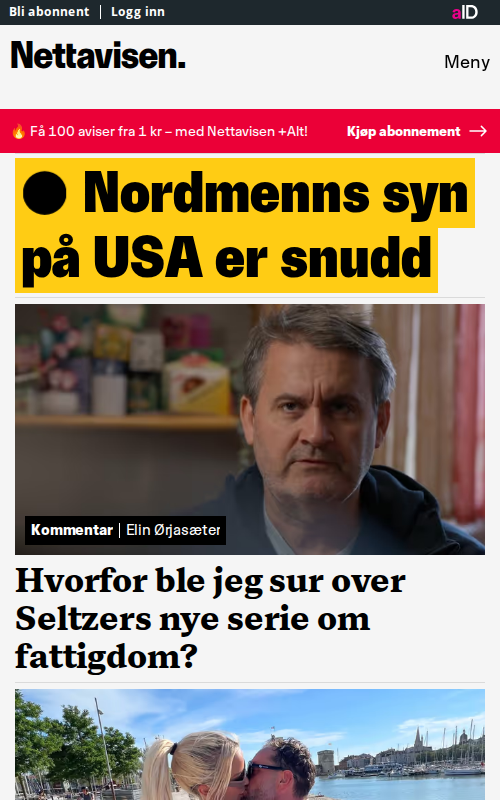 Bli abonnent | Logg inn
aID
Nettavisen.
Meny
🔥 Få 100 aviser fra 1 kr – med Nettavisen +Alt!
Kjøp abonnement →
● Nordmenns syn
på USA er snudd
Kommentar | Elin Ørjasæter
Hvorfor ble jeg sur over
Seltzers nye serie om
fattigdom?